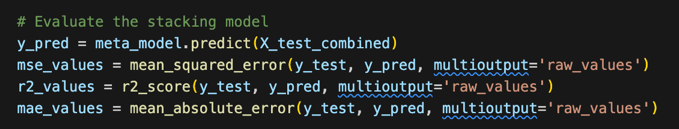 # Evaluate the stacking model
y_pred = meta_model.predict(X_test_combined)
mse_values = mean_squared_error(y_test, y_pred, multioutput='raw_values')
r2_values = r2_score(y_test, y_pred, multioutput='raw_values')
mae_values = mean_absolute_error(y_test, y_pred, multioutput='raw_values')